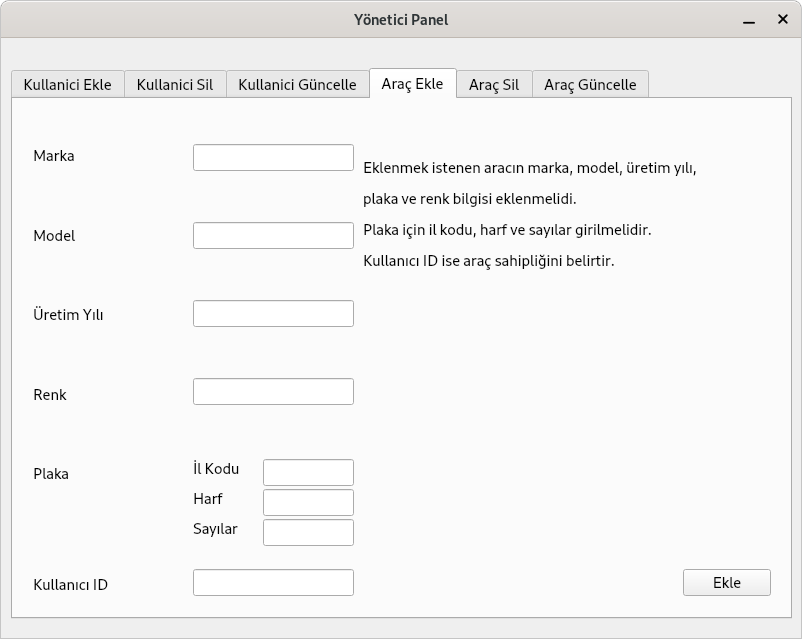 Yönetici Panel
Kullanici Ekle Kullanici Sil Kullanici Güncelle Araç Ekle Araç Sil Araç Güncelle
Marka
Eklenmek istenen aracın marka, model, üretim yılı,
plaka ve renk bilgisi eklenmelidi.
Model
Plaka için il kodu, harf ve sayılar girilmelidir.
Kullanıcı ID ise araç sahipliğini belirtir.
Üretim Yılı
Renk
Plaka
İl Kodu
Harf
Sayılar
Kullanıcı ID
Ekle